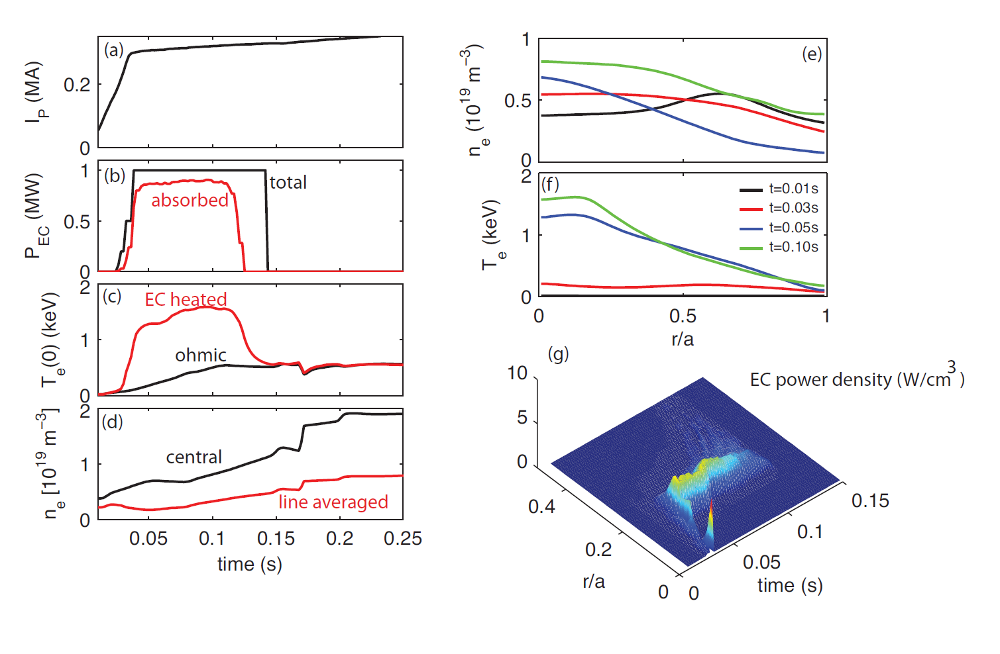 (a)
I_P (MA)
0.2
0
(b)
P_EC (MW)
1
0.5
0
total
absorbed
(c)
T_e(0) (keV)
2
1
0
EC heated
ohmic
(d)
n_e [10^19 m^−3]
2
1
0
central
line averaged
0.05 0.1 0.15 0.2 0.25
time (s)
(e)
n_e (10^19 m^−3)
1
0.5
0
(f)
T_e (keV)
2
1
0
t=0.01s
t=0.03s
t=0.05s
t=0.10s
0 0.5 1
r/a
(g)
EC power density (W/cm^3)
10
5
0
0.4
0.2
0
r/a
0
0.05
0.1
0.15
time (s)